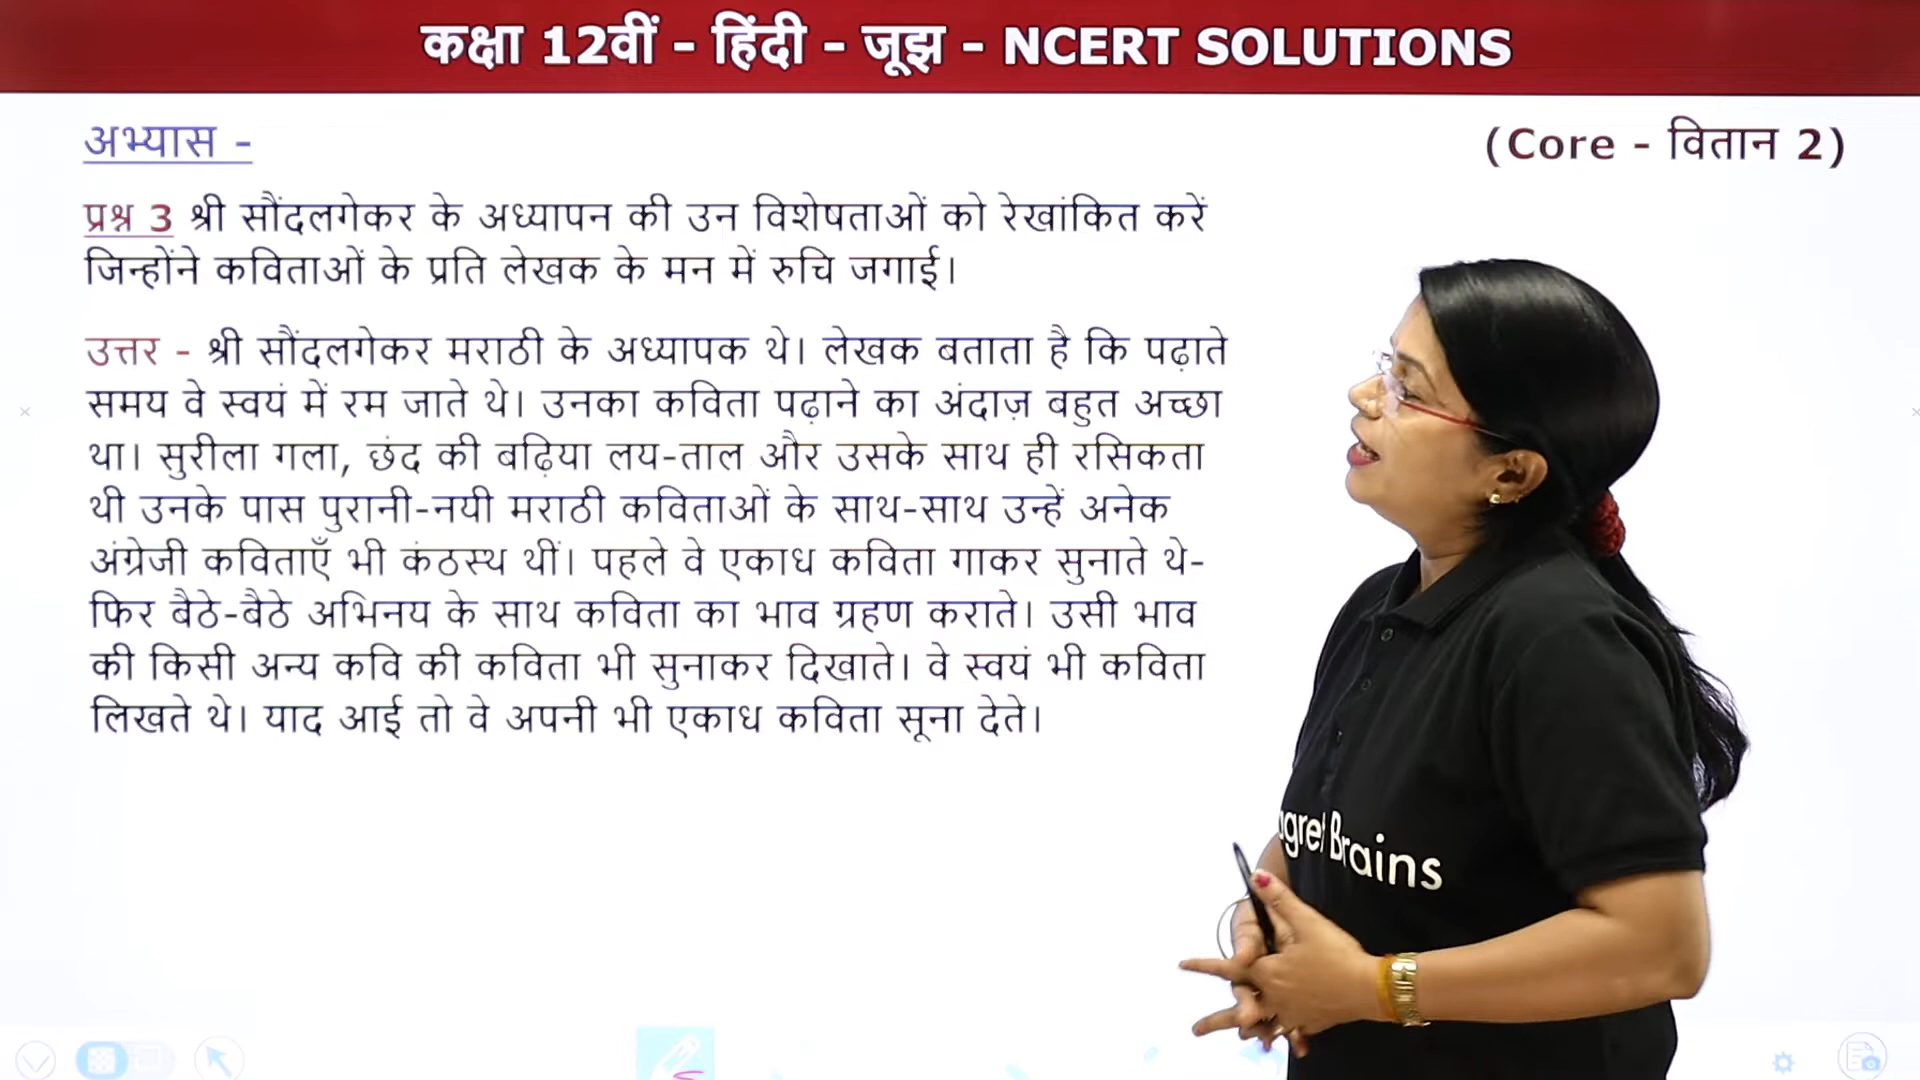 कक्षा 12वीं - हिंदी - जूझ - NCERT SOLUTIONS
अभ्यास -
(Core - वितान 2)
प्रश्न 3 श्री सौंदलगेकर के अध्यापन की उन विशेषताओं को रेखांकित करें
जिन्होंने कविताओं के प्रति लेखक के मन में रुचि जगाई।
उत्तर - श्री सौंदलगेकर मराठी के अध्यापक थे। लेखक बताता है कि पढ़ाते
समय वे स्वयं में रम जाते थे। उनका कविता पढ़ाने का अंदाज़ बहुत अच्छा
था। सुरीला गला, छंद की बढ़िया लय-ताल और उसके साथ ही रसिकता
थी उनके पास पुरानी-नयी मराठी कविताओं के साथ-साथ उन्हें अनेक
अंग्रेजी कविताएँ भी कंठस्थ थीं। पहले वे एकाध कविता गाकर सुनाते थे-
फिर बैठे-बैठे अभिनय के साथ कविता का भाव ग्रहण कराते। उसी भाव
की किसी अन्य कवि की कविता भी सुनाकर दिखाते। वे स्वयं भी कविता
लिखते थे। याद आई तो वे अपनी भी एकाध कविता सूना देते।
Brains